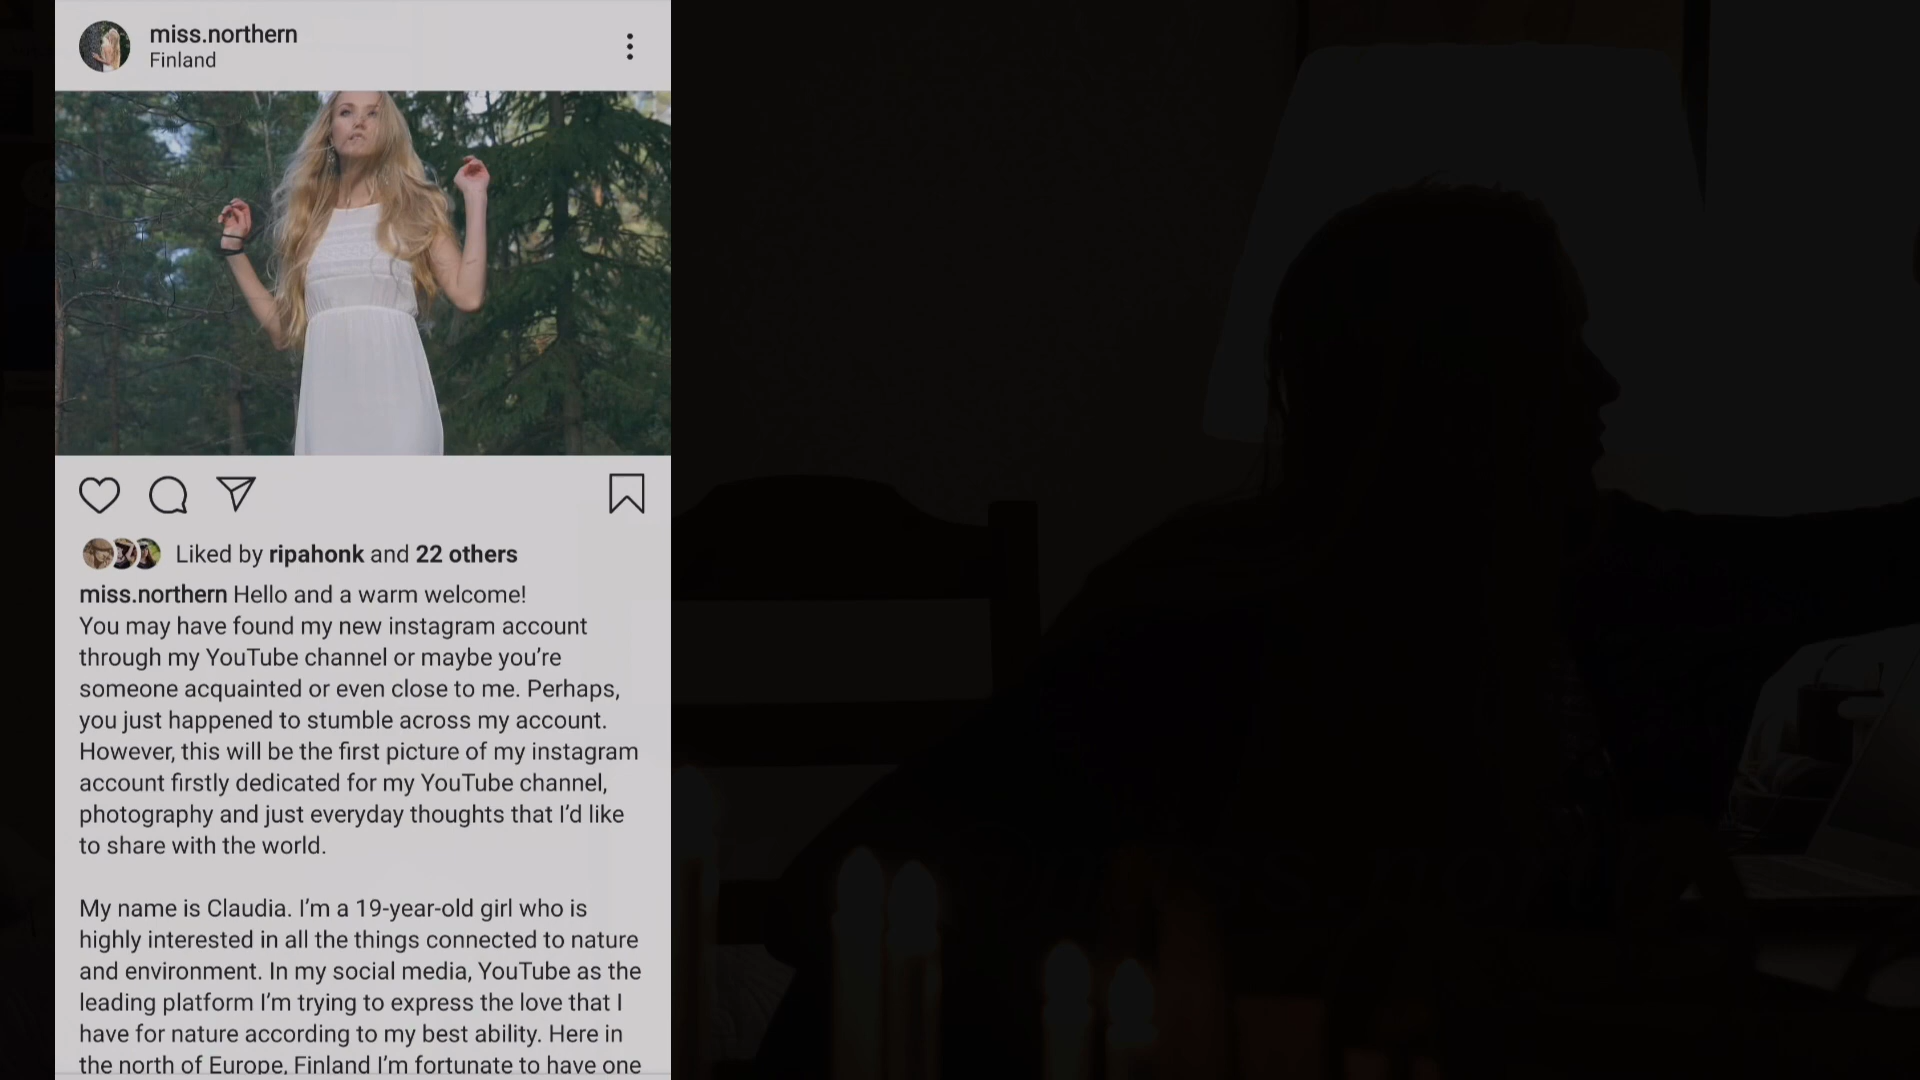 miss.northern
Finland
Liked by ripahonk and 22 others
miss.northern Hello and a warm welcome!
You may have found my new instagram account
through my YouTube channel or maybe you’re
someone acquainted or even close to me. Perhaps,
you just happened to stumble across my account.
However, this will be the first picture of my instagram
account firstly dedicated for my YouTube channel,
photography and just everyday thoughts that I’d like
to share with the world.
My name is Claudia. I’m a 19-year-old girl who is
highly interested in all the things connected to nature
and environment. In my social media, YouTube as the
leading platform I’m trying to express the love that I
have for nature according to my best ability. Here in
the north of Europe, Finland I’m fortunate to have one